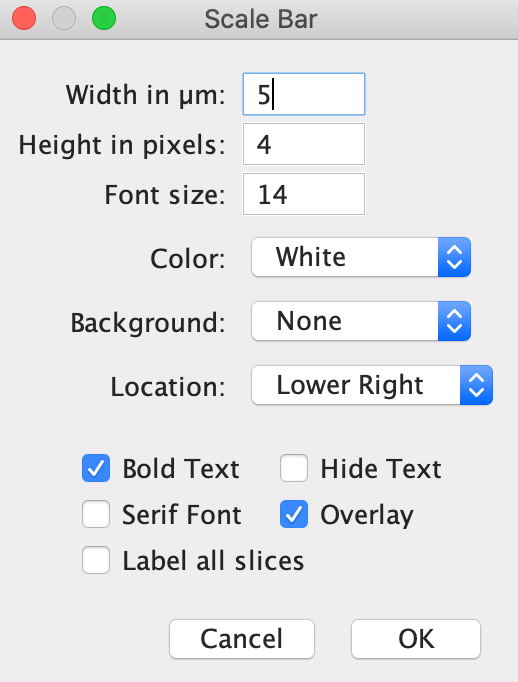 Scale Bar
Width in µm: 5
Height in pixels: 4
Font size: 14
Color: White
Background: None
Location: Lower Right
Bold Text Hide Text
Serif Font Overlay
Label all slices
Cancel OK